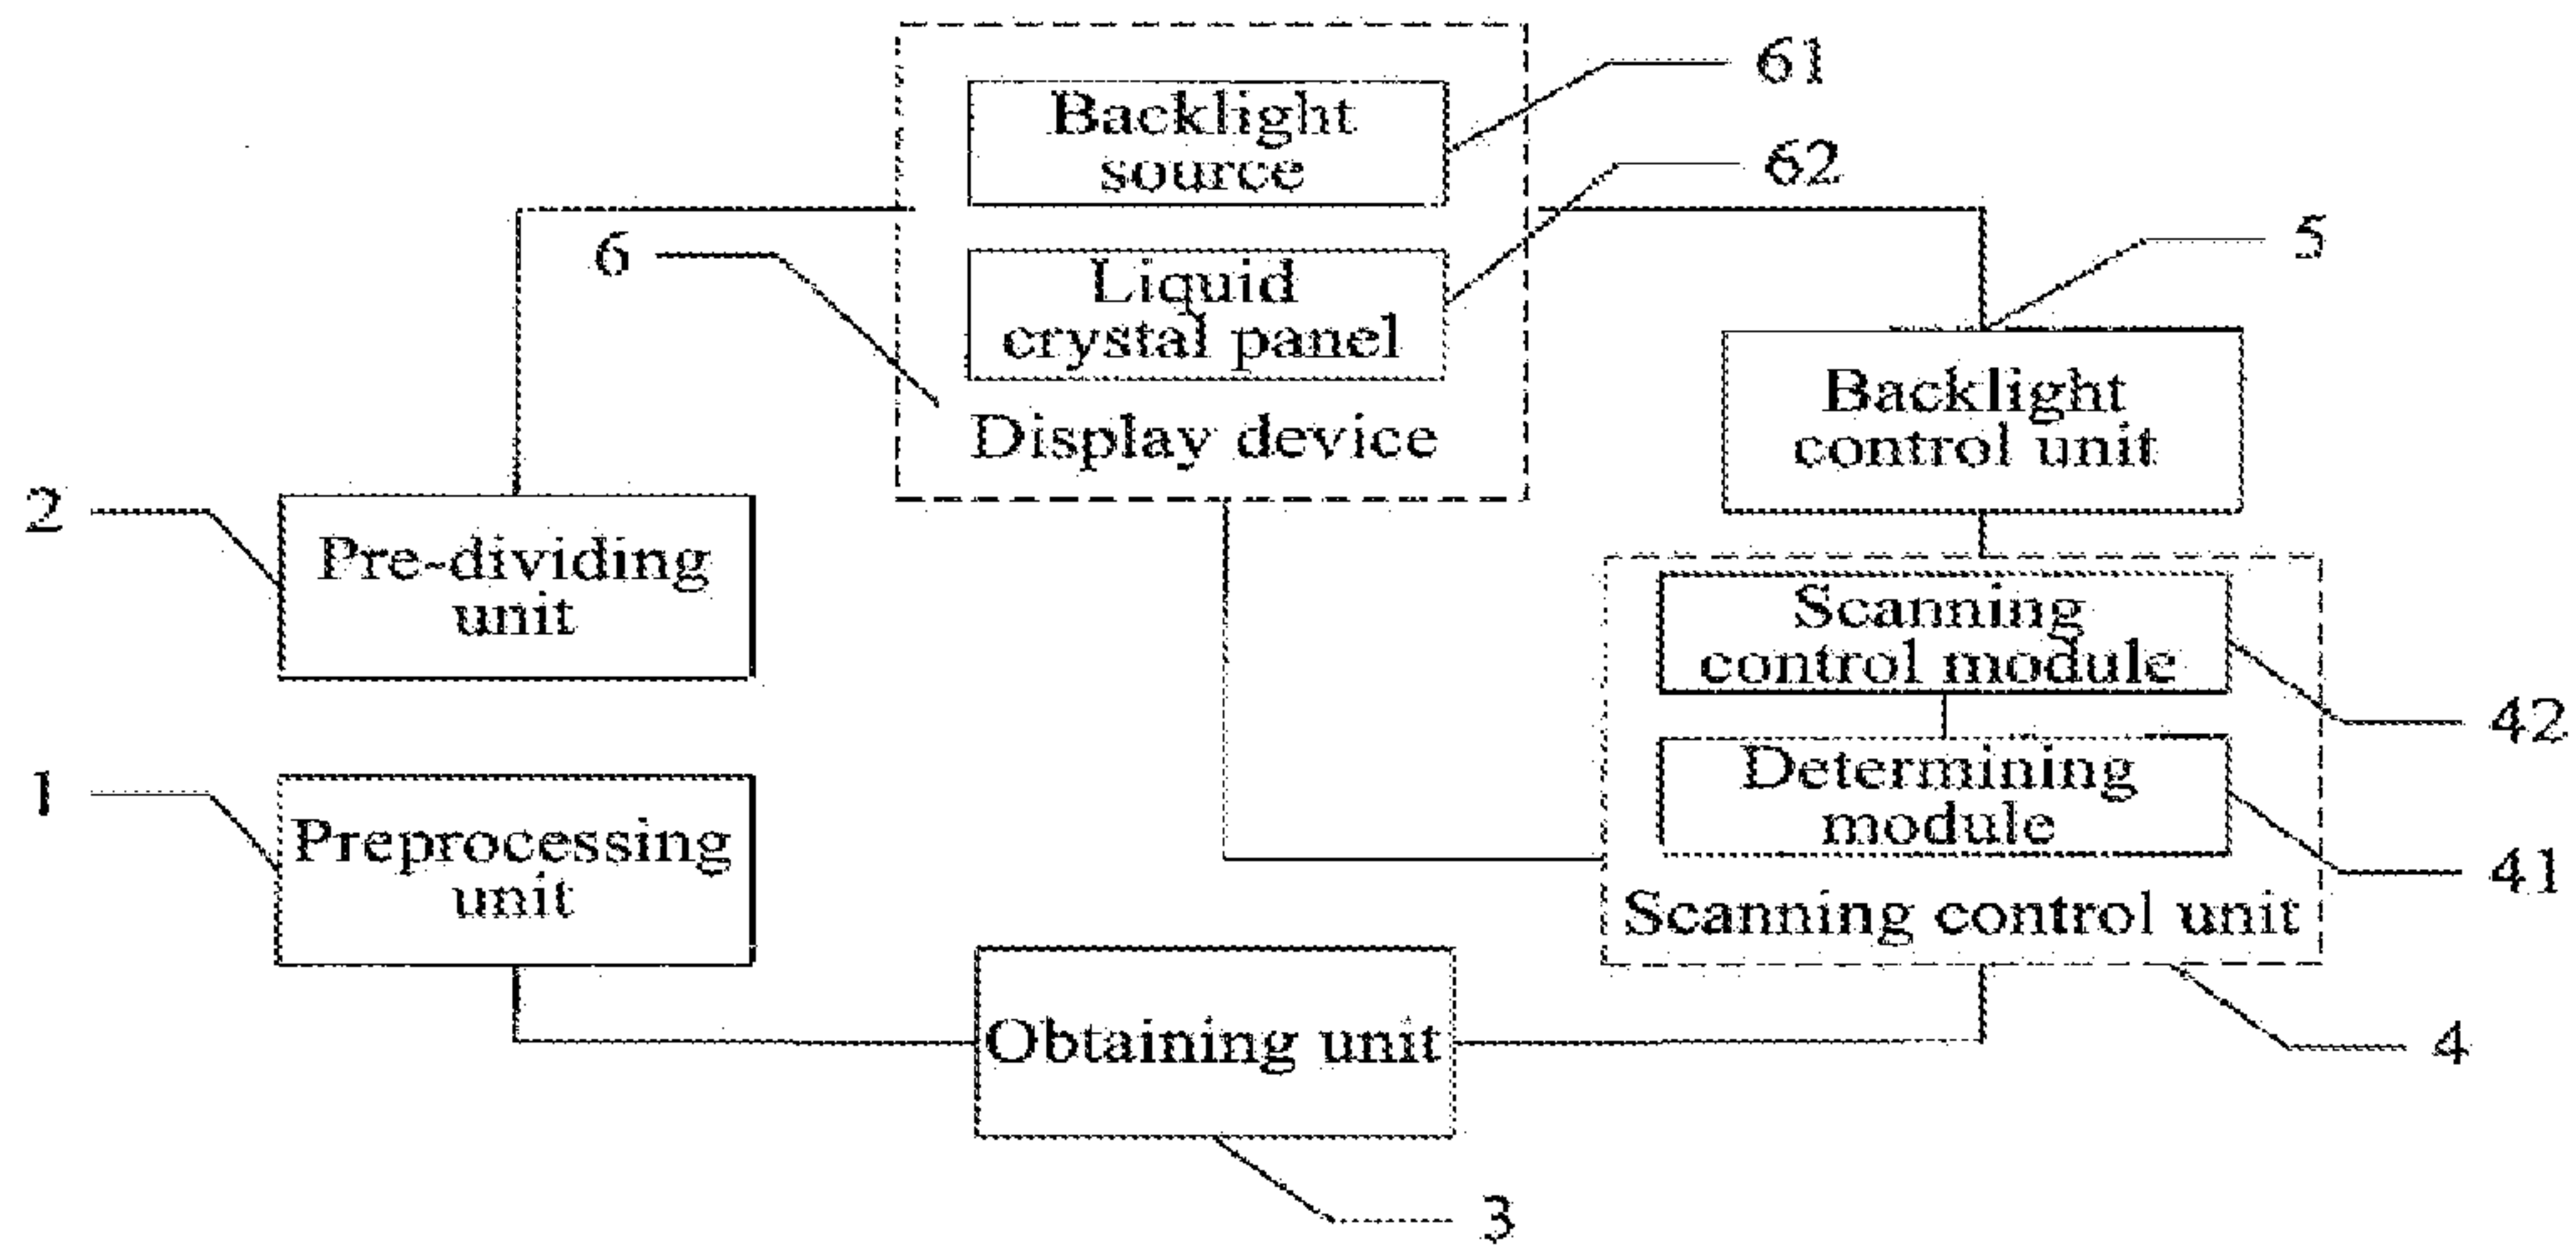 61
Backlight
source
62
6
5
Liquid
crystal panel
Backlight
control unit
Display device
2
Pre-dividing
unit
Scanning
control module
42
Determining
module
1
Preprocessing
unit
41
Scanning control unit
Obtaining unit
4
3